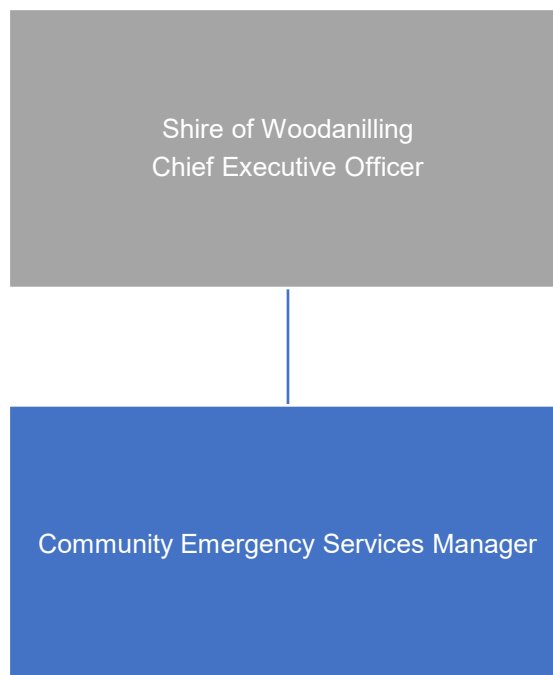 Shire of Woodanilling
Chief Executive Officer
Community Emergency Services Manager